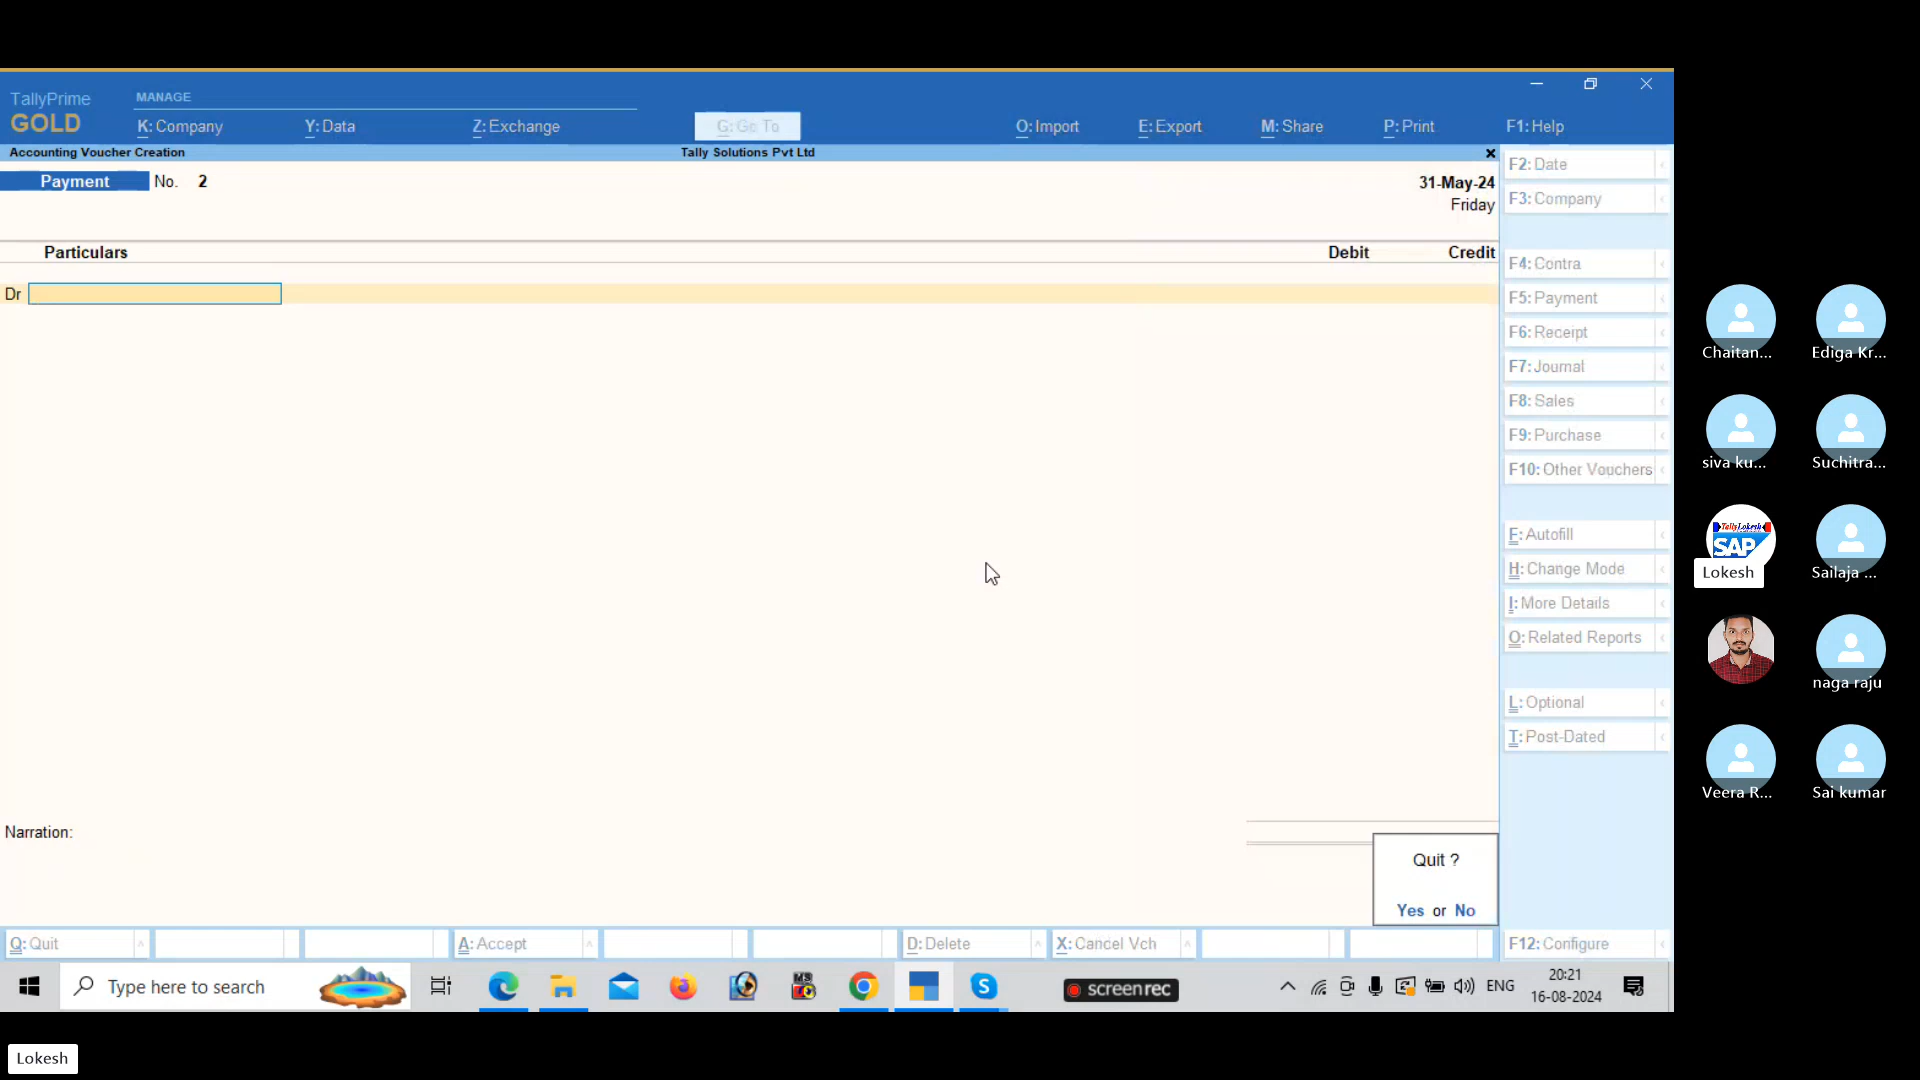 TallyPrime
GOLD
MANAGE
K: Company
Y: Data
Z: Exchange
G: Go To
O: Import
E: Export
M: Share
P: Print
F1: Help
Accounting Voucher Creation
Tally Solutions Pvt Ltd
Payment No. 2
31-May-24
Friday
Particulars
Debit
Credit
Dr
Narration:
Quit ?
Yes or No
F2: Date
F3: Company
F4: Contra
F5: Payment
F6: Receipt
F7: Journal
F8: Sales
F9: Purchase
F10: Other Vouchers
F: Autofill
H: Change Mode
I: More Details
O: Related Reports
L: Optional
T: Post-Dated
F12: Configure
Q: Quit
A: Accept
D: Delete
X: Cancel Vch
Type here to search
screenrec
ENG
20:21
16-08-2024
Chaitan...
Ediga Kr...
siva ku...
Suchitra...
Tally Lokesh
SAP
Lokesh
Sailaja ...
naga raju
Veera R...
Sai kumar
Lokesh